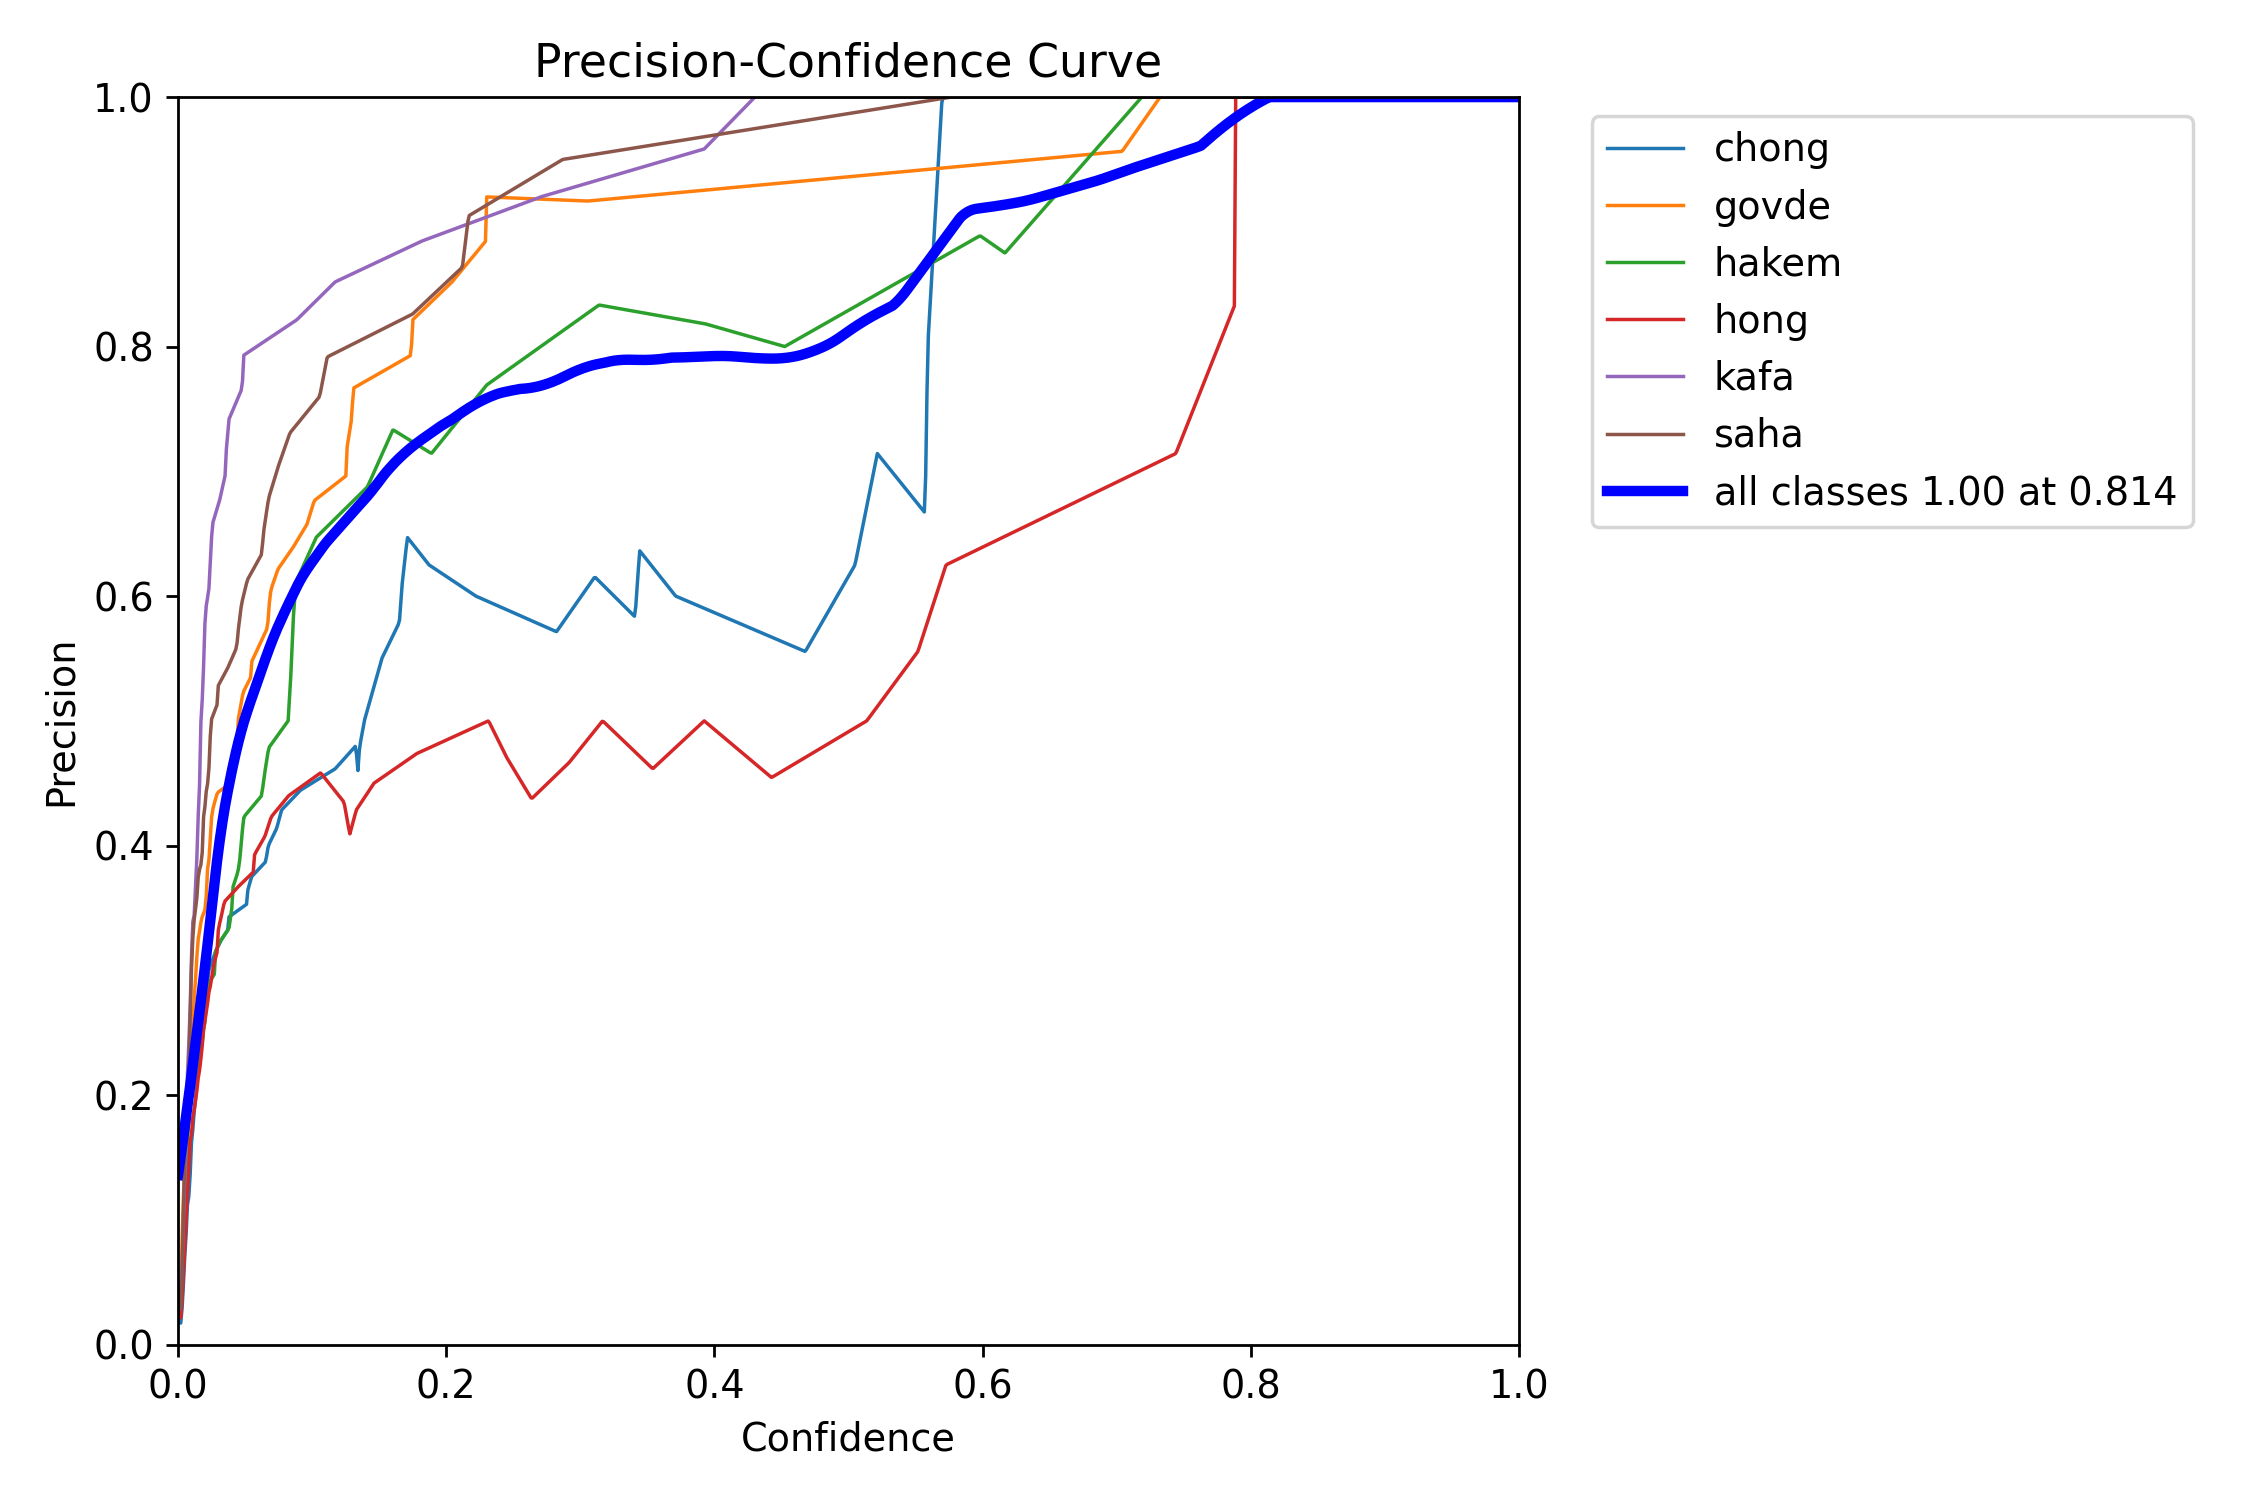 Precision-Confidence Curve
1.0
0.8
0.6
0.4
0.2
0.0
Precision
0.0 0.2 0.4 0.6 0.8 1.0
Confidence
chong
govde
hakem
hong
kafa
saha
all classes 1.00 at 0.814